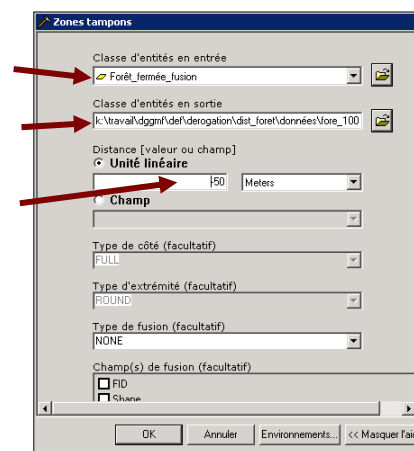 Zones tampons
Classe d'entités en entrée
Forêt_fermée_fusion
Classe d'entités en sortie
k:\travail\dggmf\def\derogation\dist_foret\données\fore_100
Distance [valeur ou champ]
Unité linéaire
-50 Meters
Champ
Type de côté (facultatif)
FULL
Type d'extrémité (facultatif)
ROUND
Type de fusion (facultatif)
NONE
Champ(s) de fusion (facultatif)
FID
Shape
OK Annuler Environnements... << Masquer l'aid